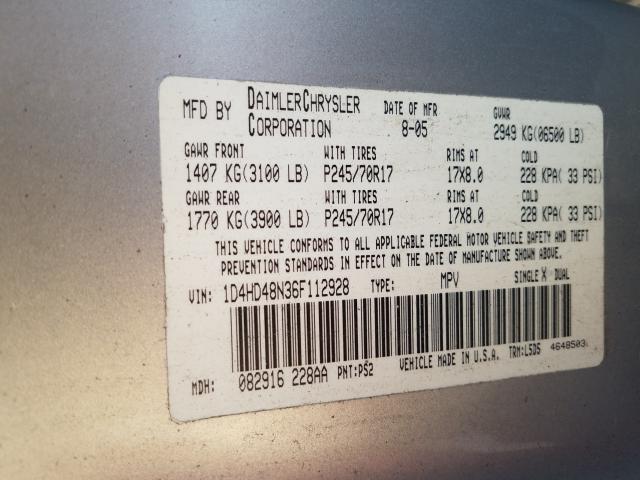 MFD BY DAIMLERCHRYSLER CORPORATION DATE OF MFR 8-05 GVWR 2949 KG(06500 LB)
GAWR FRONT WITH TIRES RIMS AT COLD
1407 KG(3100 LB) P245/70R17 17X8.0 228 KPA( 33 PSI)
GAWR REAR WITH TIRES RIMS AT COLD
1770 KG(3900 LB) P245/70R17 17X8.0 228 KPA( 33 PSI)
THIS VEHICLE CONFORMS TO ALL APPLICABLE FEDERAL MOTOR VEHICLE SAFETY AND THEFT
PREVENTION STANDARDS IN EFFECT ON THE DATE OF MANUFACTURE SHOWN ABOVE.
VIN: 1D4HD48N36F112928 TYPE: MPV SINGLE X DUAL
MDH: 082916 228AA PNT:PS2 VEHICLE MADE IN U.S.A. TRM:L5D5 4648503